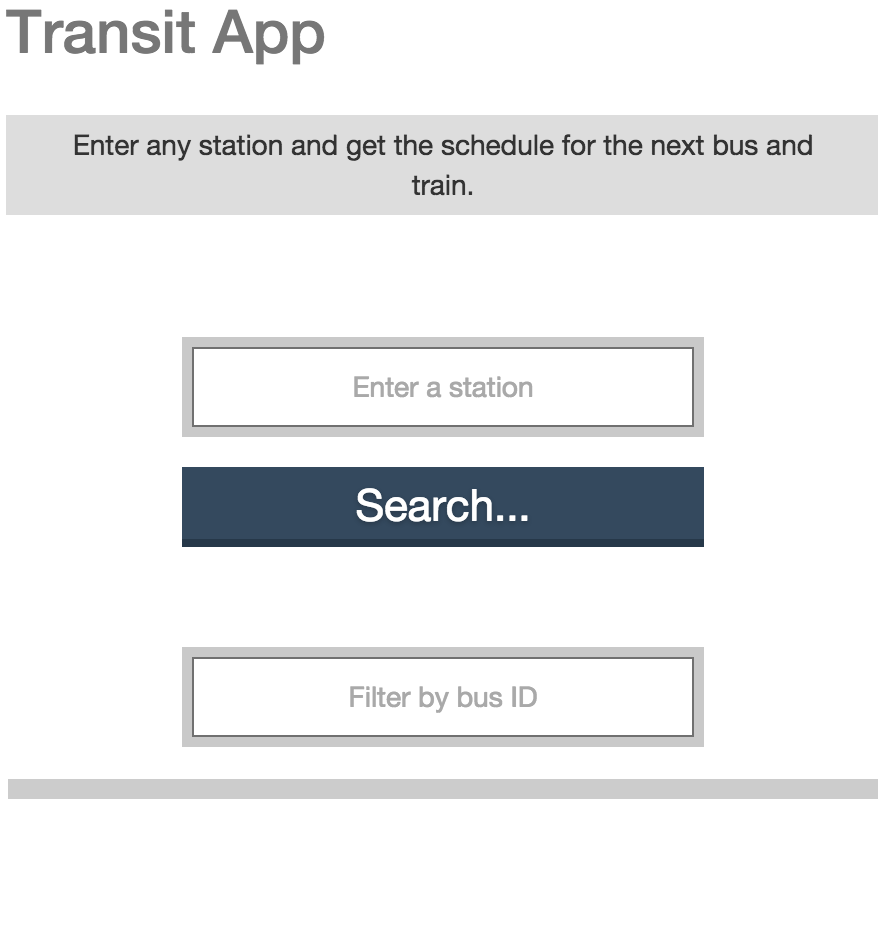 Transit App
Enter any station and get the schedule for the next bus and
train.
Enter a station
Search...
Filter by bus ID